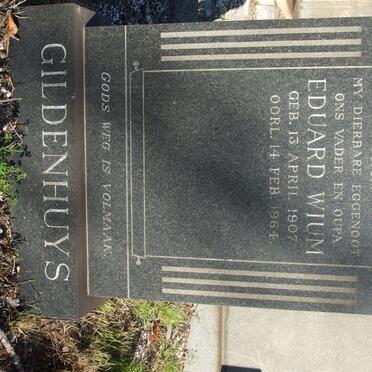 MY DIERBARE EGGENOOT
ONS VADER EN OUPA
EDUARD WIUM
GEB. 13 APRIL 1907
OORL. 14 FEB. 1964
GODS WEG IS VOLMAAK
GILDENHUYS